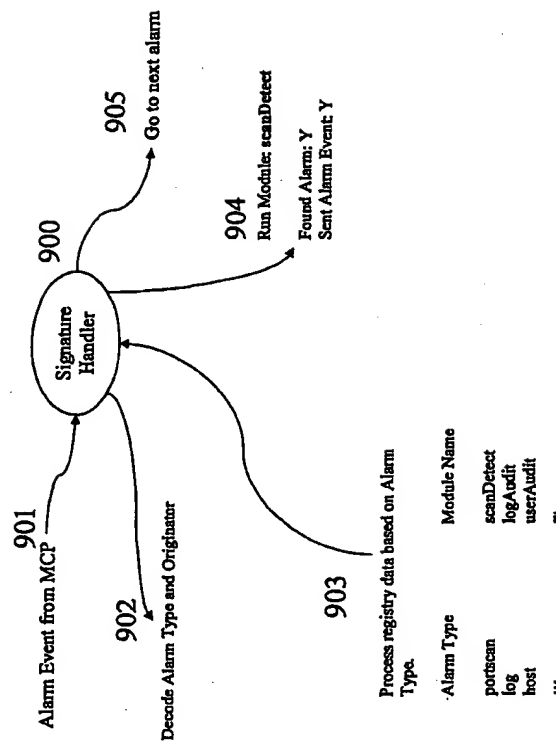 Alarm Event from MCP
901
Signature
Handler
900
905
Go to next alarm
902
Decode Alarm Type and Originator
904
Run Module: scanDetect
Found Alarm: Y
Sent Alarm Event: Y
903
Process registry data based on Alarm
Type.
Alarm Type Module Name
portscan scanDetect
log logAudit
host userAudit